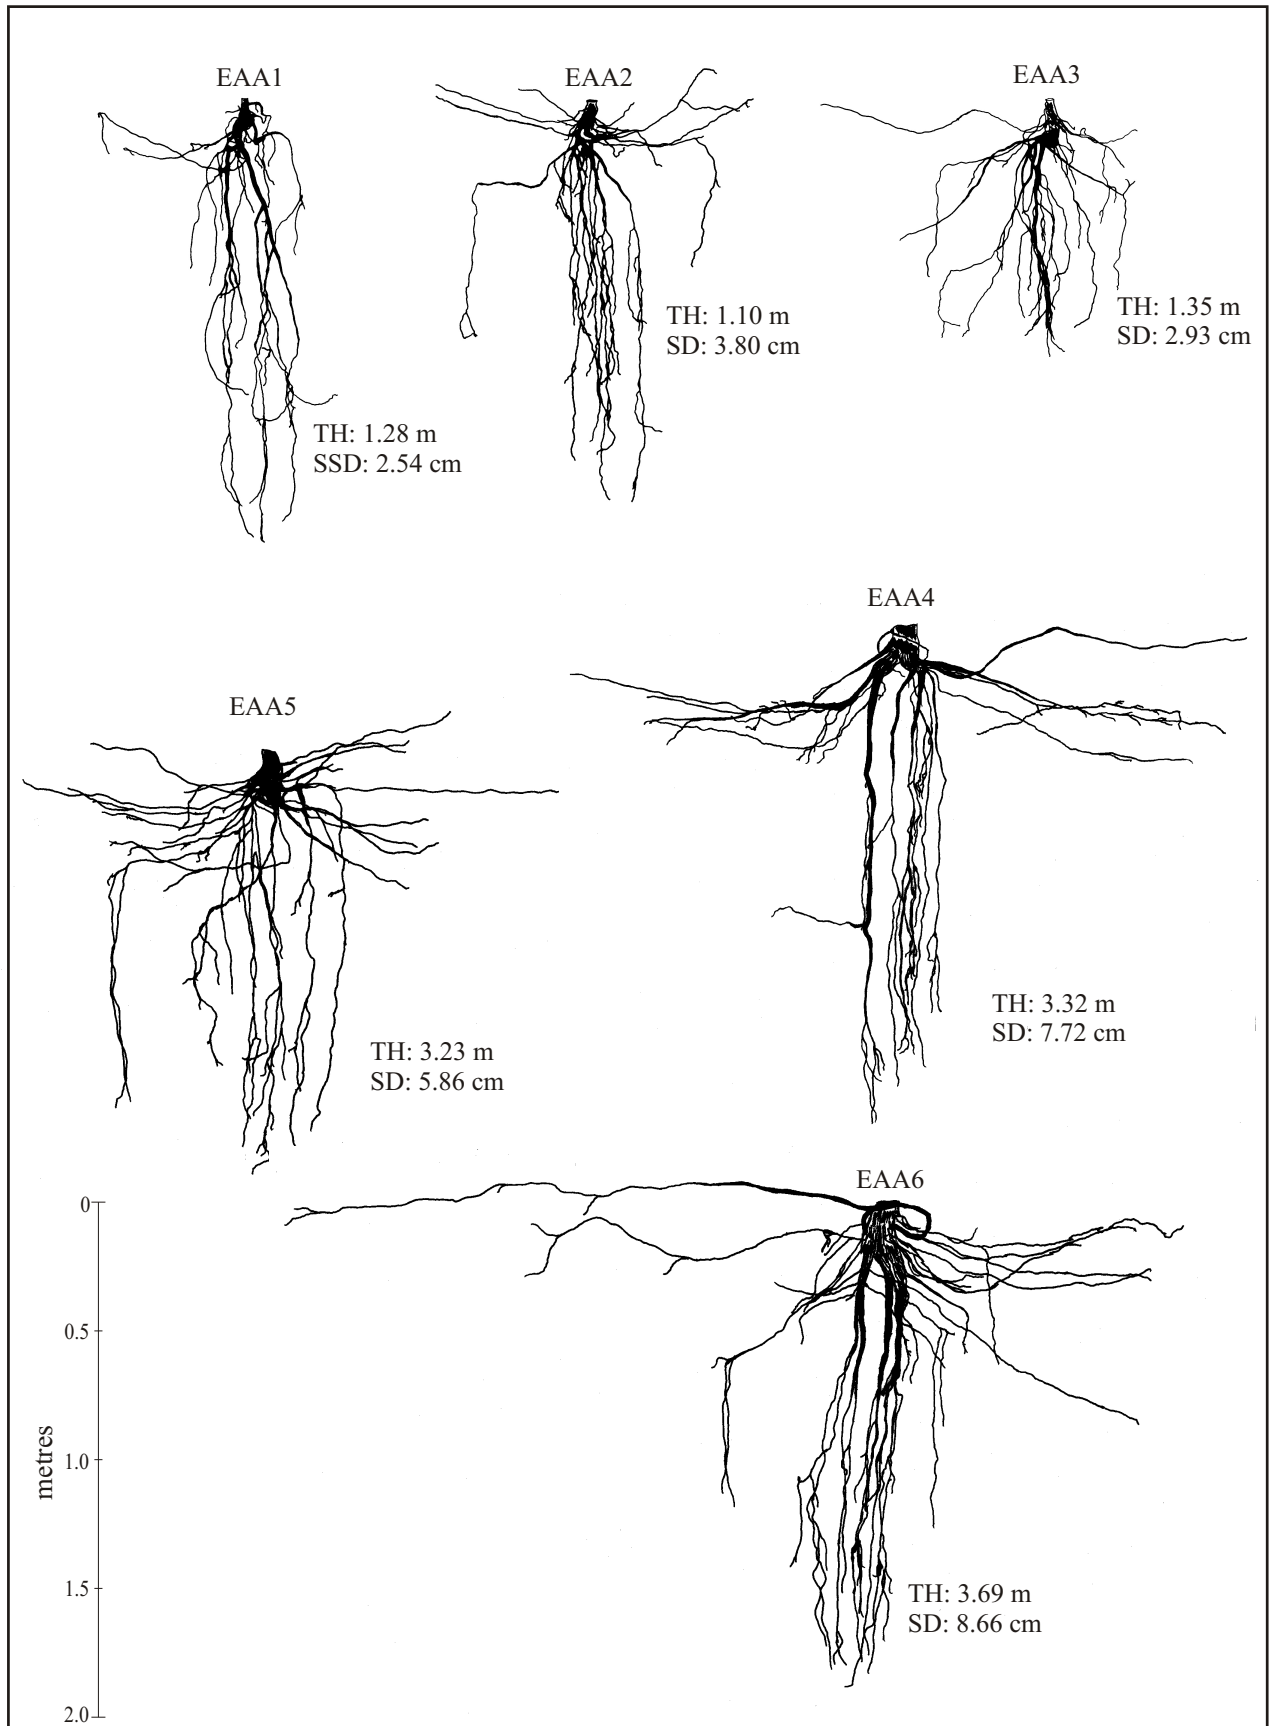 EAA1
EAA2
EAA3
TH: 1.28 m
SSD: 2.54 cm
TH: 1.10 m
SD: 3.80 cm
TH: 1.35 m
SD: 2.93 cm
EAA4
EAA5
TH: 3.32 m
SD: 7.72 cm
TH: 3.23 m
SD: 5.86 cm
EAA6
TH: 3.69 m
SD: 8.66 cm
metres
0
0.5
1.0
1.5
2.0